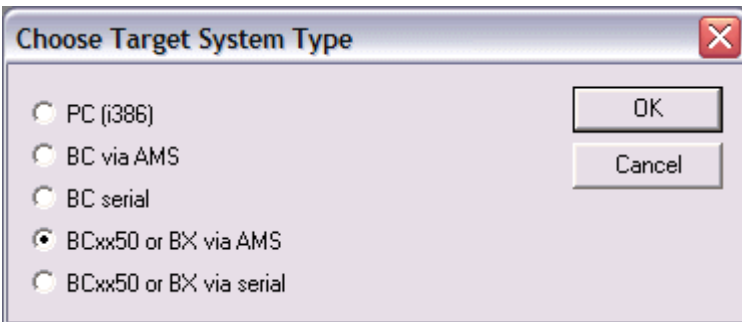 Choose Target System Type
PC (i386)
OK
BC via AMS
Cancel
BC serial
BCxx50 or BX via AMS
BCxx50 or BX via serial